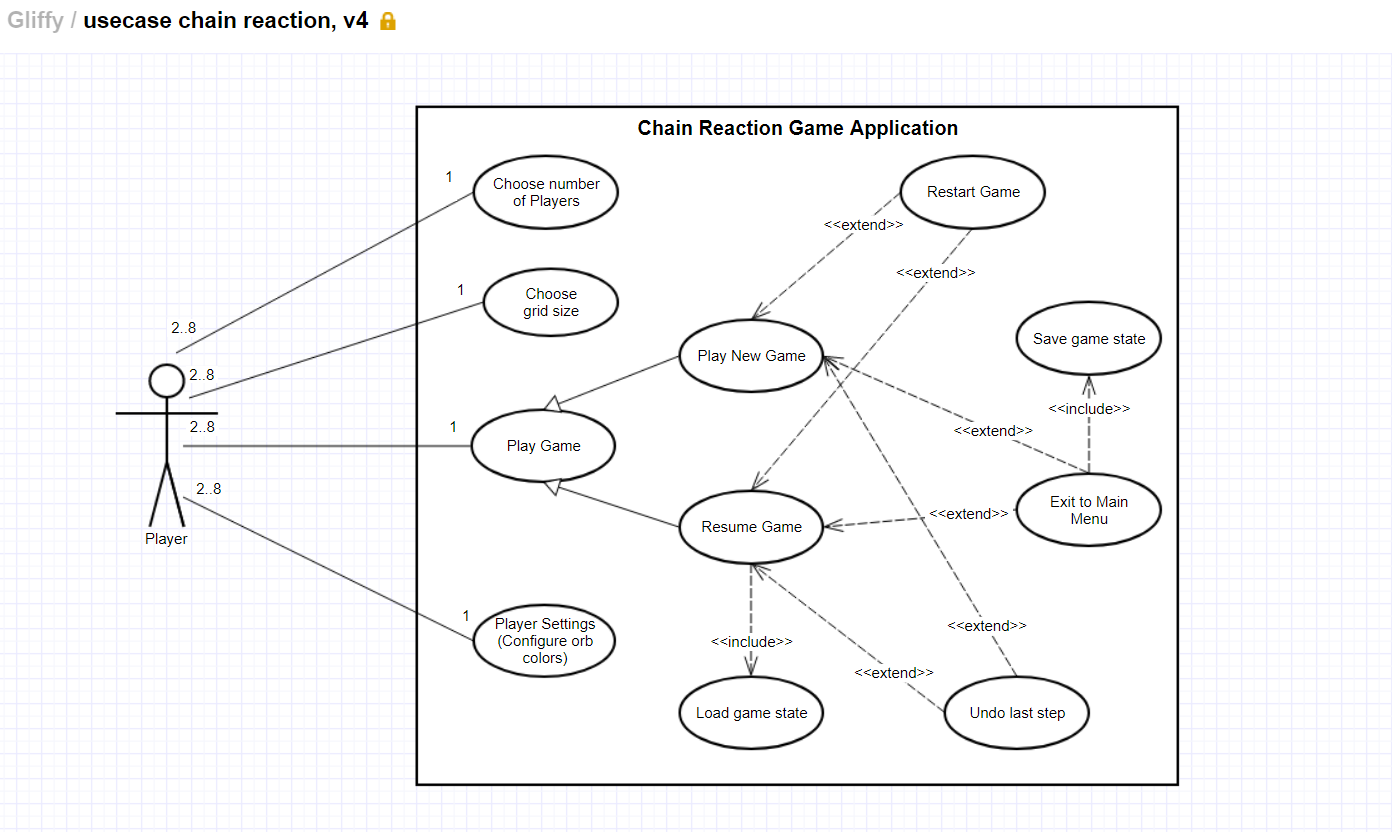 Gliffy / usecase chain reaction, v4
Chain Reaction Game Application
1
Choose number
of Players
Restart Game
<<extend>>
<<extend>>
1
Choose
grid size
2..8
Save game state
Play New Game
2..8
<<include>>
2..8
1
<<extend>>
Play Game
2..8
Exit to Main
Menu
<<extend>>
Resume Game
Player
1
Player Settings
(Configure orb
colors)
<<extend>>
<<include>>
<<extend>>
Load game state
Undo last step